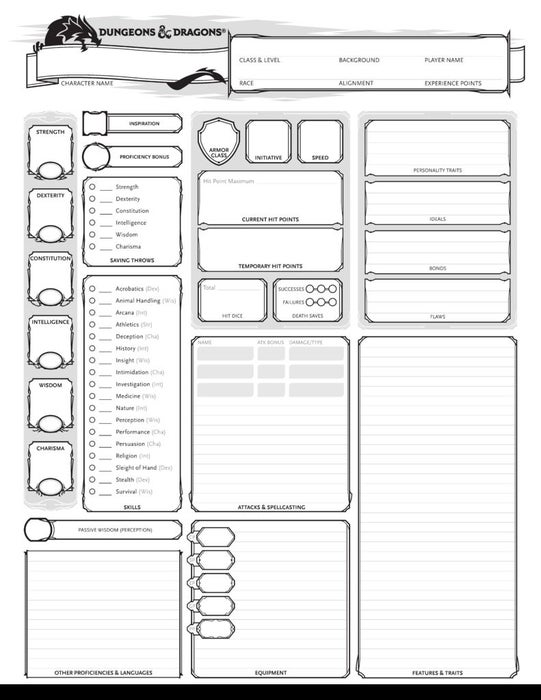 DUNGEONS & DRAGONS®
CHARACTER NAME
CLASS & LEVEL
BACKGROUND
PLAYER NAME
RACE
ALIGNMENT
EXPERIENCE POINTS
STRENGTH
DEXTERITY
CONSTITUTION
INTELLIGENCE
WISDOM
CHARISMA
INSPIRATION
PROFICIENCY BONUS
Strength
Dexterity
Constitution
Intelligence
Wisdom
Charisma
SAVING THROWS
Acrobatics (Dex)
Animal Handling (Wis)
Arcana (Int)
Athletics (Str)
Deception (Cha)
History (Int)
Insight (Wis)
Intimidation (Cha)
Investigation (Int)
Medicine (Wis)
Nature (Int)
Perception (Wis)
Performance (Cha)
Persuasion (Cha)
Religion (Int)
Sleight of Hand (Dex)
Stealth (Dex)
Survival (Wis)
SKILLS
PASSIVE WISDOM (PERCEPTION)
OTHER PROFICIENCIES & LANGUAGES
ARMOR
CLASS
INITIATIVE
SPEED
Hit Point Maximum
CURRENT HIT POINTS
TEMPORARY HIT POINTS
Total
HIT DICE
SUCCESSES
FAILURES
DEATH SAVES
NAME
ATK BONUS
DAMAGE/TYPE
ATTACKS & SPELLCASTING
EQUIPMENT
PERSONALITY TRAITS
IDEALS
BONDS
FLAWS
FEATURES & TRAITS